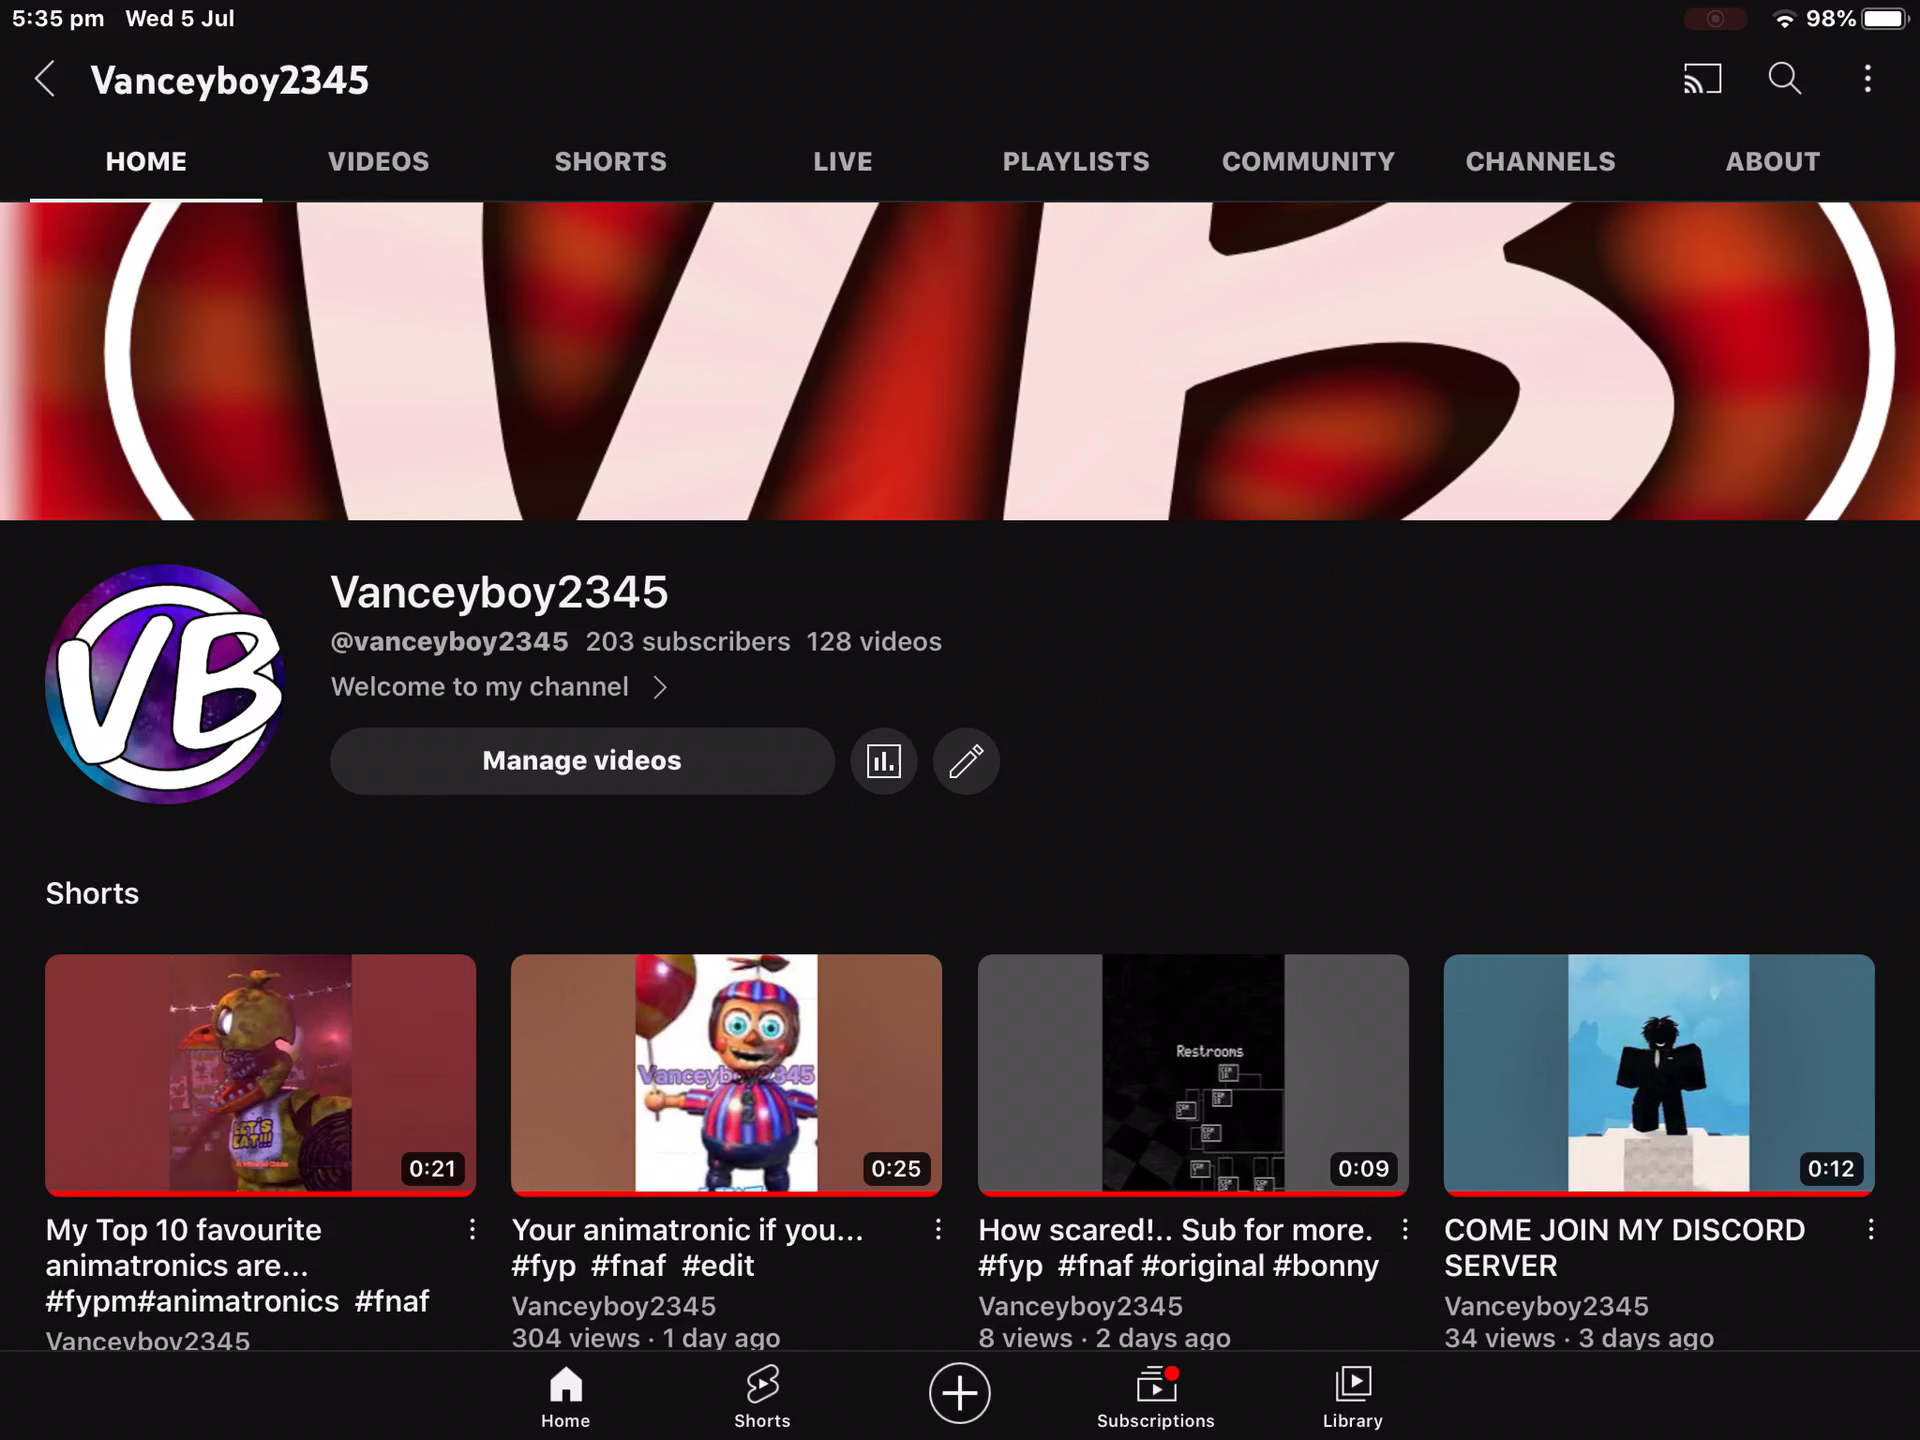 5:35 pm Wed 5 Jul 98%
Vanceyboy2345
HOME VIDEOS SHORTS LIVE PLAYLISTS COMMUNITY CHANNELS ABOUT
VB
VB
Vanceyboy2345
@vanceyboy2345 203 subscribers 128 videos
Welcome to my channel
Manage videos
Shorts
LET'S EAT!!!
0:21
Vanceyboy2345
0:25
Restrooms
0:09
0:12
My Top 10 favourite
animatronics are...
#fypm#animatronics #fnaf
Vanceyboy2345
Your animatronic if you...
#fyp #fnaf #edit
Vanceyboy2345
304 views · 1 day ago
How scared!.. Sub for more.
#fyp #fnaf #original #bonny
Vanceyboy2345
8 views · 2 days ago
COME JOIN MY DISCORD
SERVER
Vanceyboy2345
34 views · 3 days ago
Home Shorts Subscriptions Library